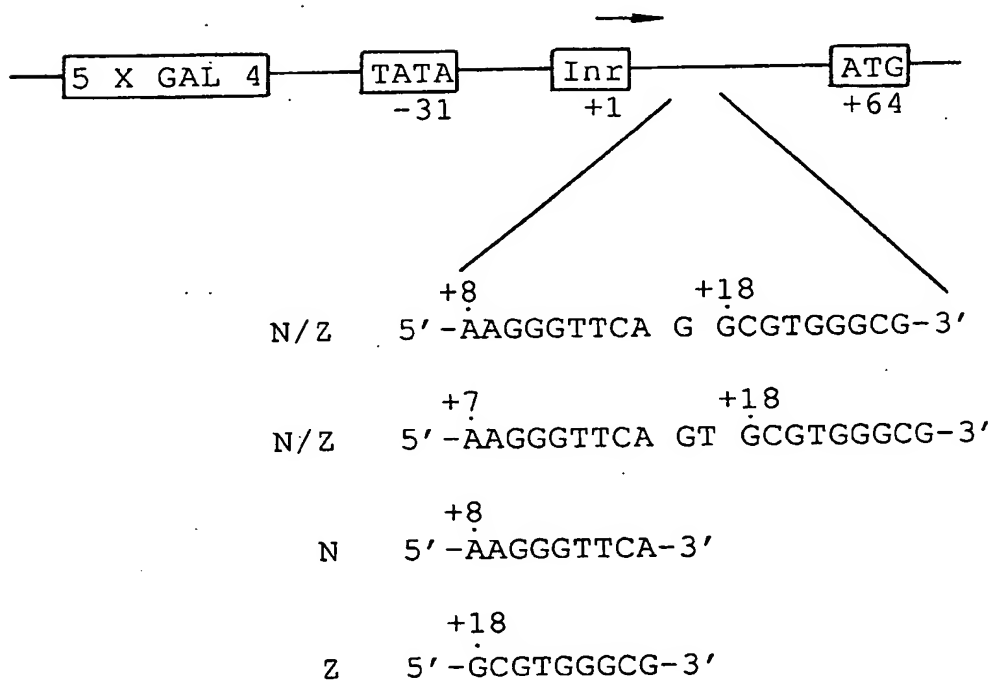 5 X GAL 4 TATA Inr ATG
-31 +1 +64
+8 +18
N/Z 5'-AAGGGTTCA G GCGTGGGCG-3'
+7 +18
N/Z 5'-AAGGGTTCA GT GCGTGGGCG-3'
+8
N 5'-AAGGGTTCA-3'
+18
Z 5'-GCGTGGGCG-3'